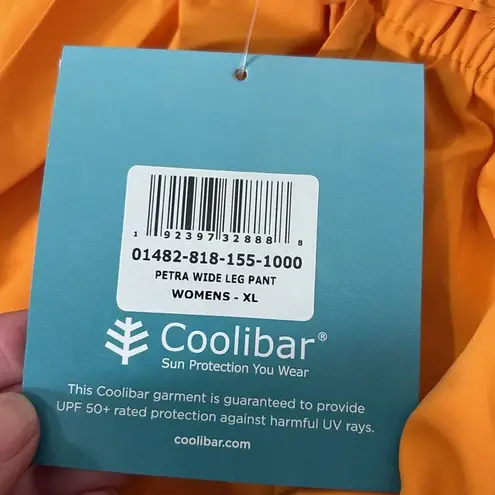 1 92397 32888 8
01482-818-155-1000
PETRA WIDE LEG PANT
WOMENS - XL
Coolibar®
Sun Protection You Wear
This Coolibar garment is guaranteed to provide
UPF 50+ rated protection against harmful UV rays.
coolibar.com